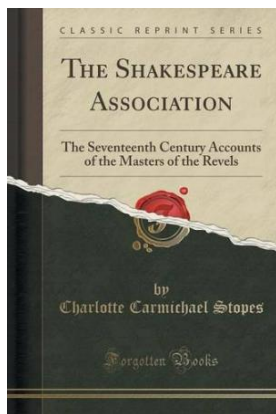 CLASSIC REPRINT SERIES
THE SHAKESPEARE
ASSOCIATION
The Seventeenth Century Accounts
of the Masters of the Revels
by
Charlotte Carmichael Stopes
Forgotten Books